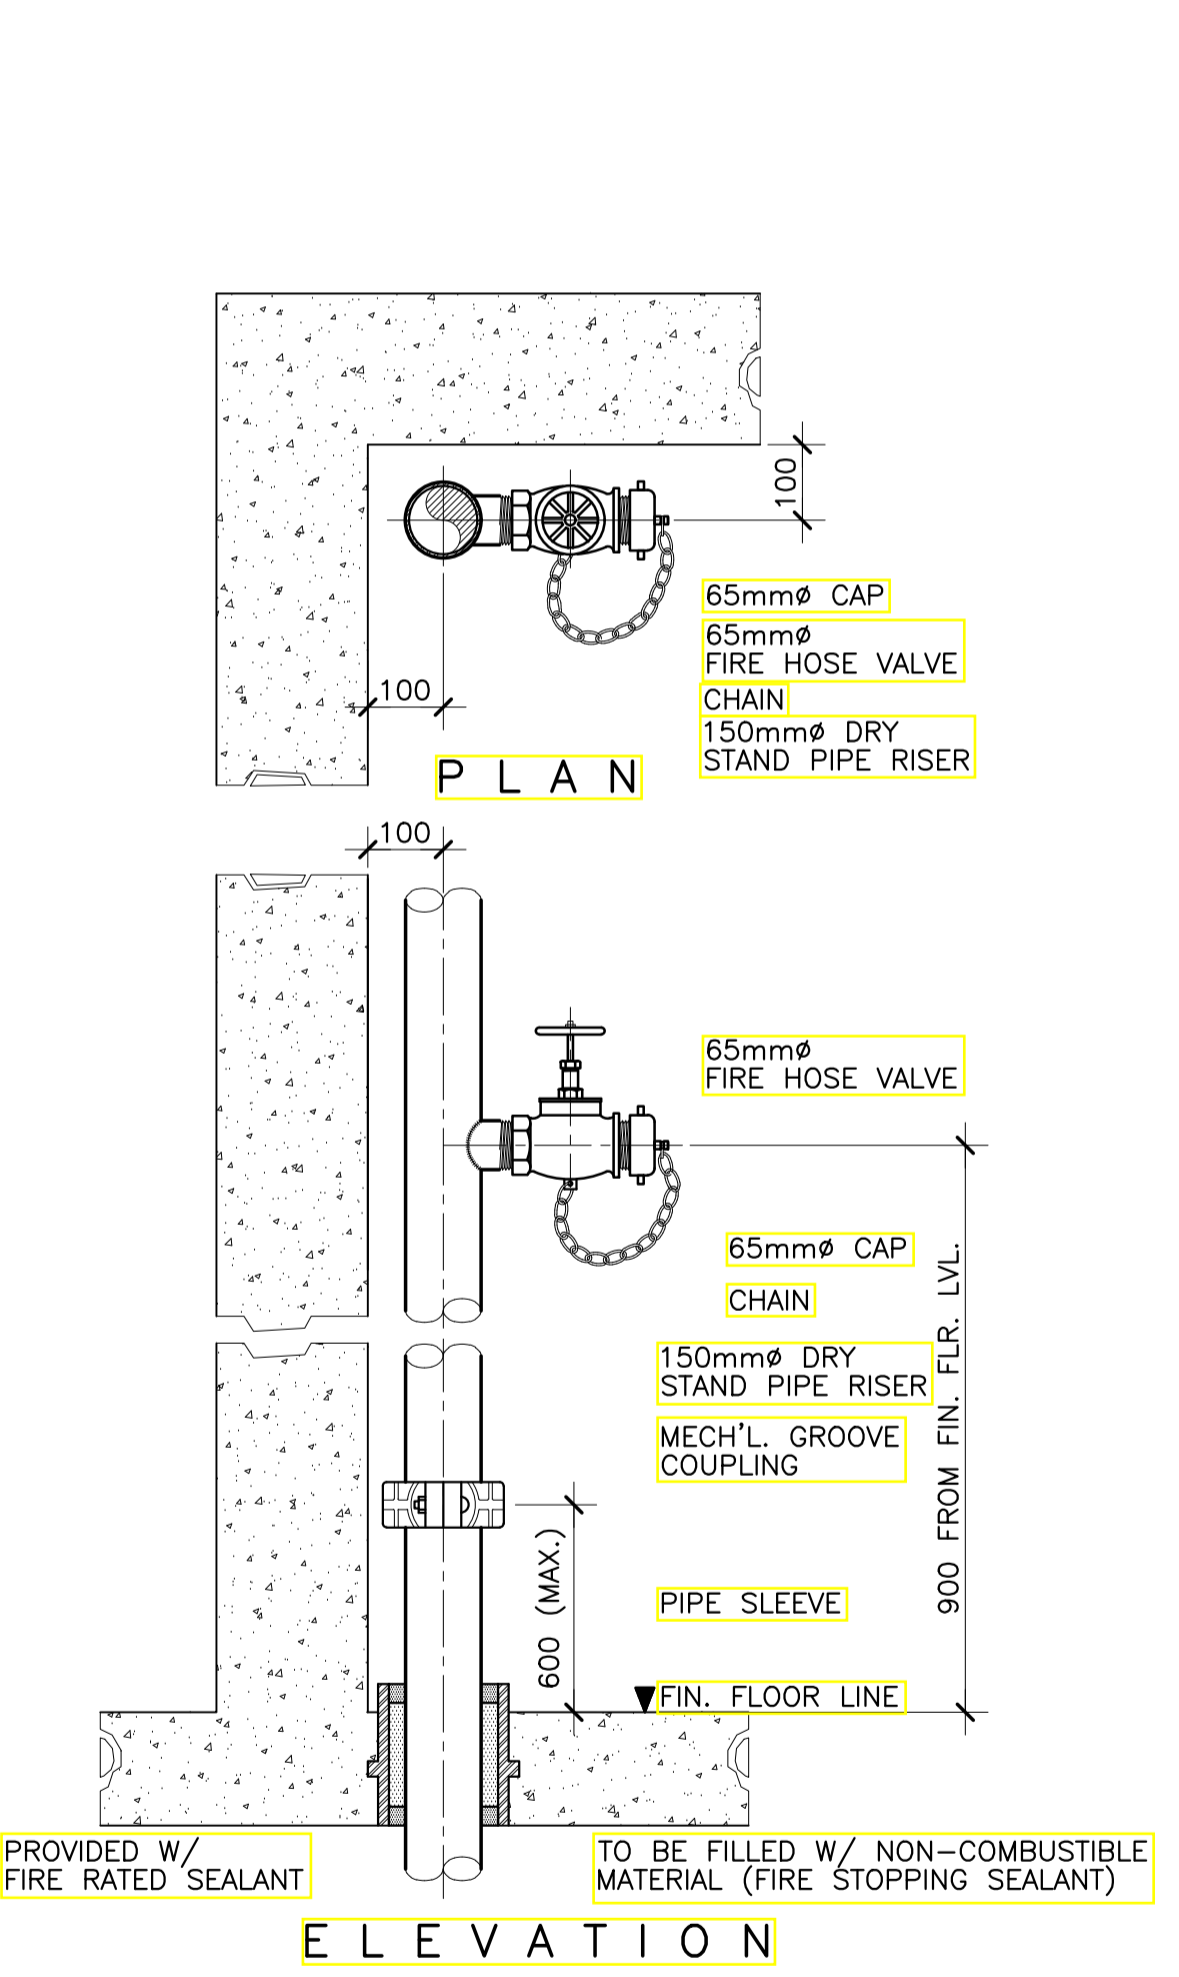 100
65mmø CAP
65mmø
FIRE HOSE VALVE
CHAIN
150mmø DRY
STAND PIPE RISER
100
PLAN
100
65mmø
FIRE HOSE VALVE
65mmø CAP
CHAIN
150mmø DRY
STAND PIPE RISER
MECH'L. GROOVE
COUPLING
900 FROM FIN. FLR. LVL.
600 (MAX.)
PIPE SLEEVE
FIN. FLOOR LINE
PROVIDED W/
FIRE RATED SEALANT
TO BE FILLED W/ NON-COMBUSTIBLE
MATERIAL (FIRE STOPPING SEALANT)
ELEVATION